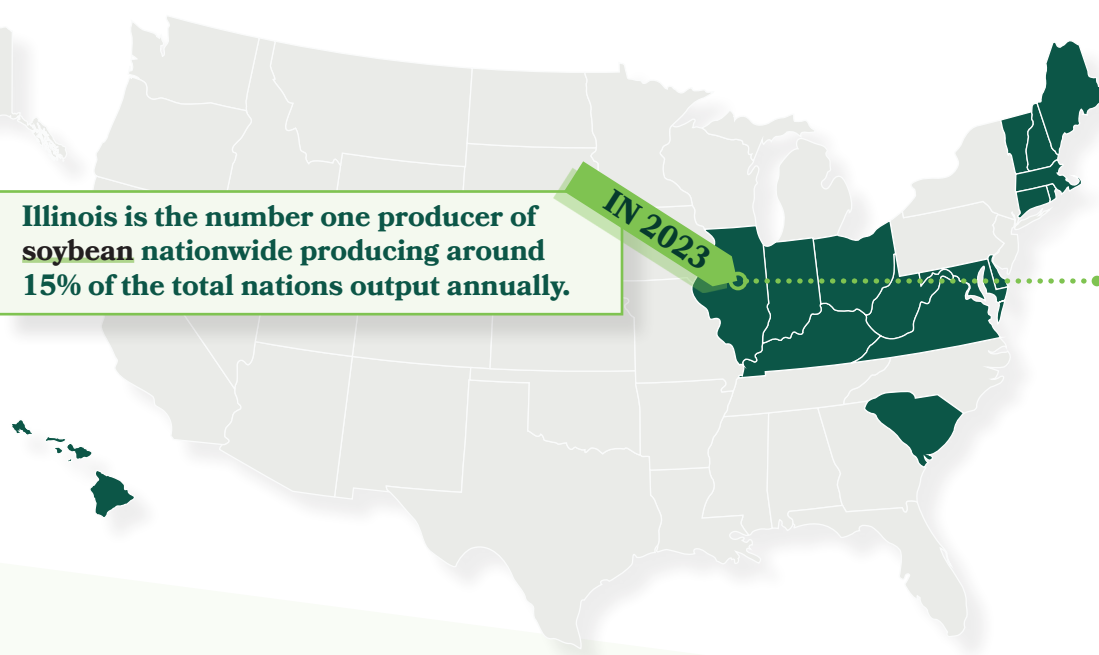 Illinois is the number one producer of
soybean nationwide producing around
15% of the total nations output annually.
IN 2023